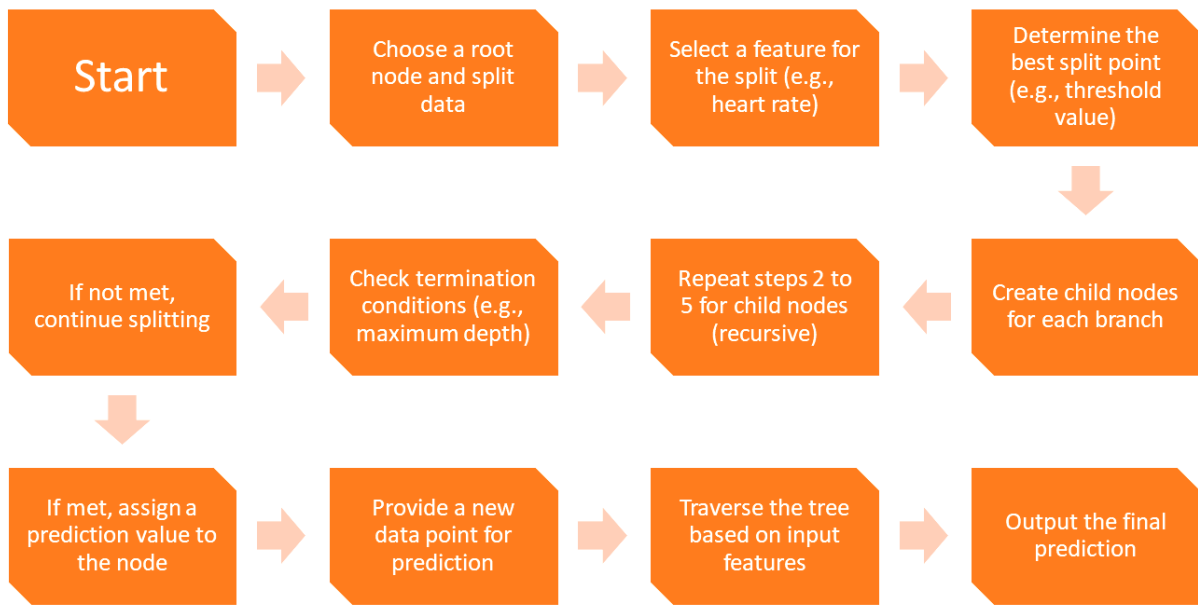 Start
Choose a root
node and split
data
Select a feature for
the split (e.g.,
heart rate)
Determine the
best split point
(e.g., threshold
value)
Create child nodes
for each branch
Repeat steps 2 to
5 for child nodes
(recursive)
Check termination
conditions (e.g.,
maximum depth)
If not met,
continue splitting
If met, assign a
prediction value to
the node
Provide a new
data point for
prediction
Traverse the tree
based on input
features
Output the final
prediction